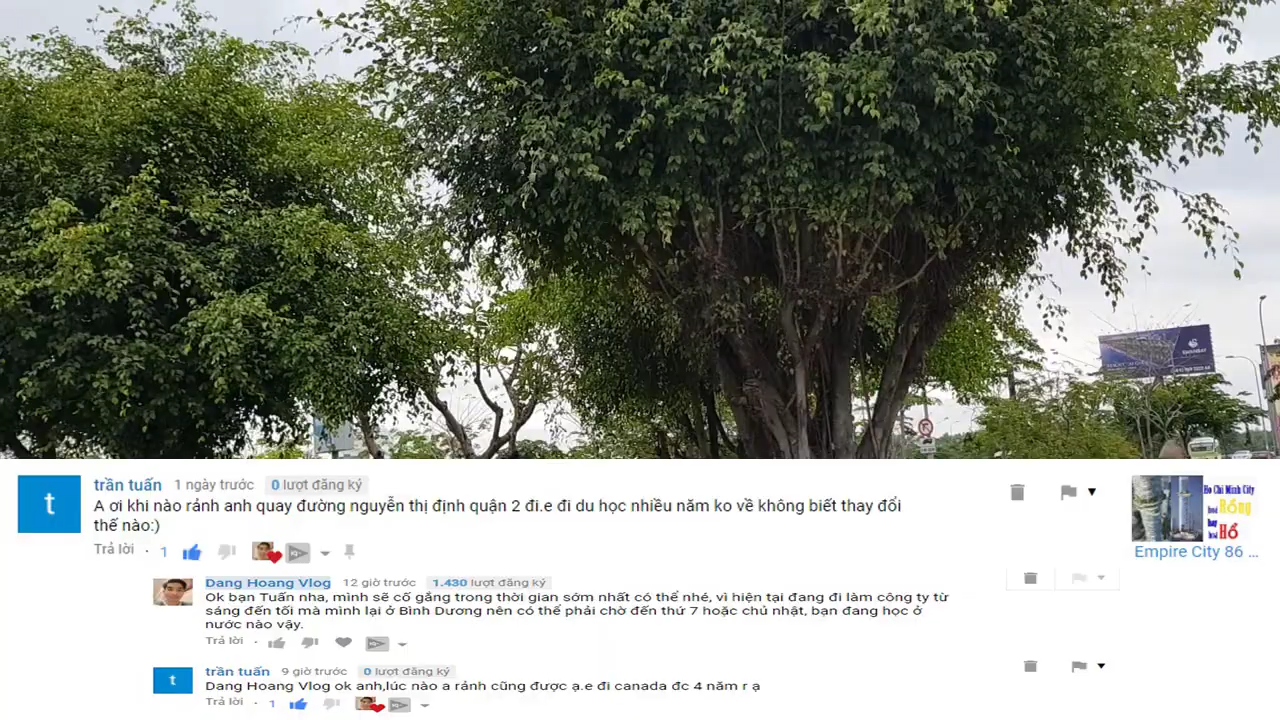 t
trần tuấn 1 ngày trước 0 lượt đăng ký
A ơi khi nào rảnh anh quay đường nguyễn thị định quận 2 đi.e đi du học nhiều năm ko về không biết thay đổi
thế nào:)
Trả lời · 1
Ho Chi Minh City
Rồng
hay
Hổ
Empire City 86 ...
Dang Hoang Vlog 12 giờ trước 1.430 lượt đăng ký
Ok bạn Tuấn nha, mình sẽ cố gắng trong thời gian sớm nhất có thể nhé, vì hiện tại đang đi làm công ty từ
sáng đến tối mà mình lại ở Bình Dương nên có thể phải chờ đến thứ 7 hoặc chủ nhật, bạn đang học ở
nước nào vậy.
Trả lời ·
t
trần tuấn 9 giờ trước 0 lượt đăng ký
Dang Hoang Vlog ok anh,lúc nào a rảnh cũng được ạ.e đi canada đc 4 năm r ạ
Trả lời · 1